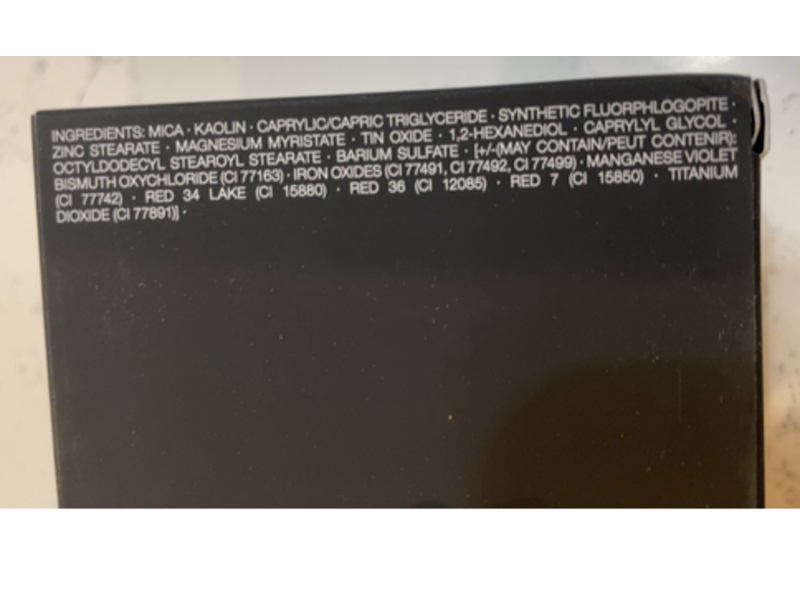 INGREDIENTS: MICA · KAOLIN · CAPRYLIC/CAPRIC TRIGLYCERIDE · SYNTHETIC FLUORPHLOGOPITE ·
ZINC STEARATE · MAGNESIUM MYRISTATE · TIN OXIDE · 1,2-HEXANEDIOL · CAPRYLYL GLYCOL ·
OCTYLDODECYL STEAROYL STEARATE · BARIUM SULFATE · [+/-(MAY CONTAIN/PEUT CONTENIR):
BISMUTH OXYCHLORIDE (CI 77163) · IRON OXIDES (CI 77491, CI 77492, CI 77499) · MANGANESE VIOLET
(CI 77742) · RED 34 LAKE (CI 15880) · RED 36 (CI 12085) · RED 7 (CI 15850) · TITANIUM
DIOXIDE (CI 77891)] ·